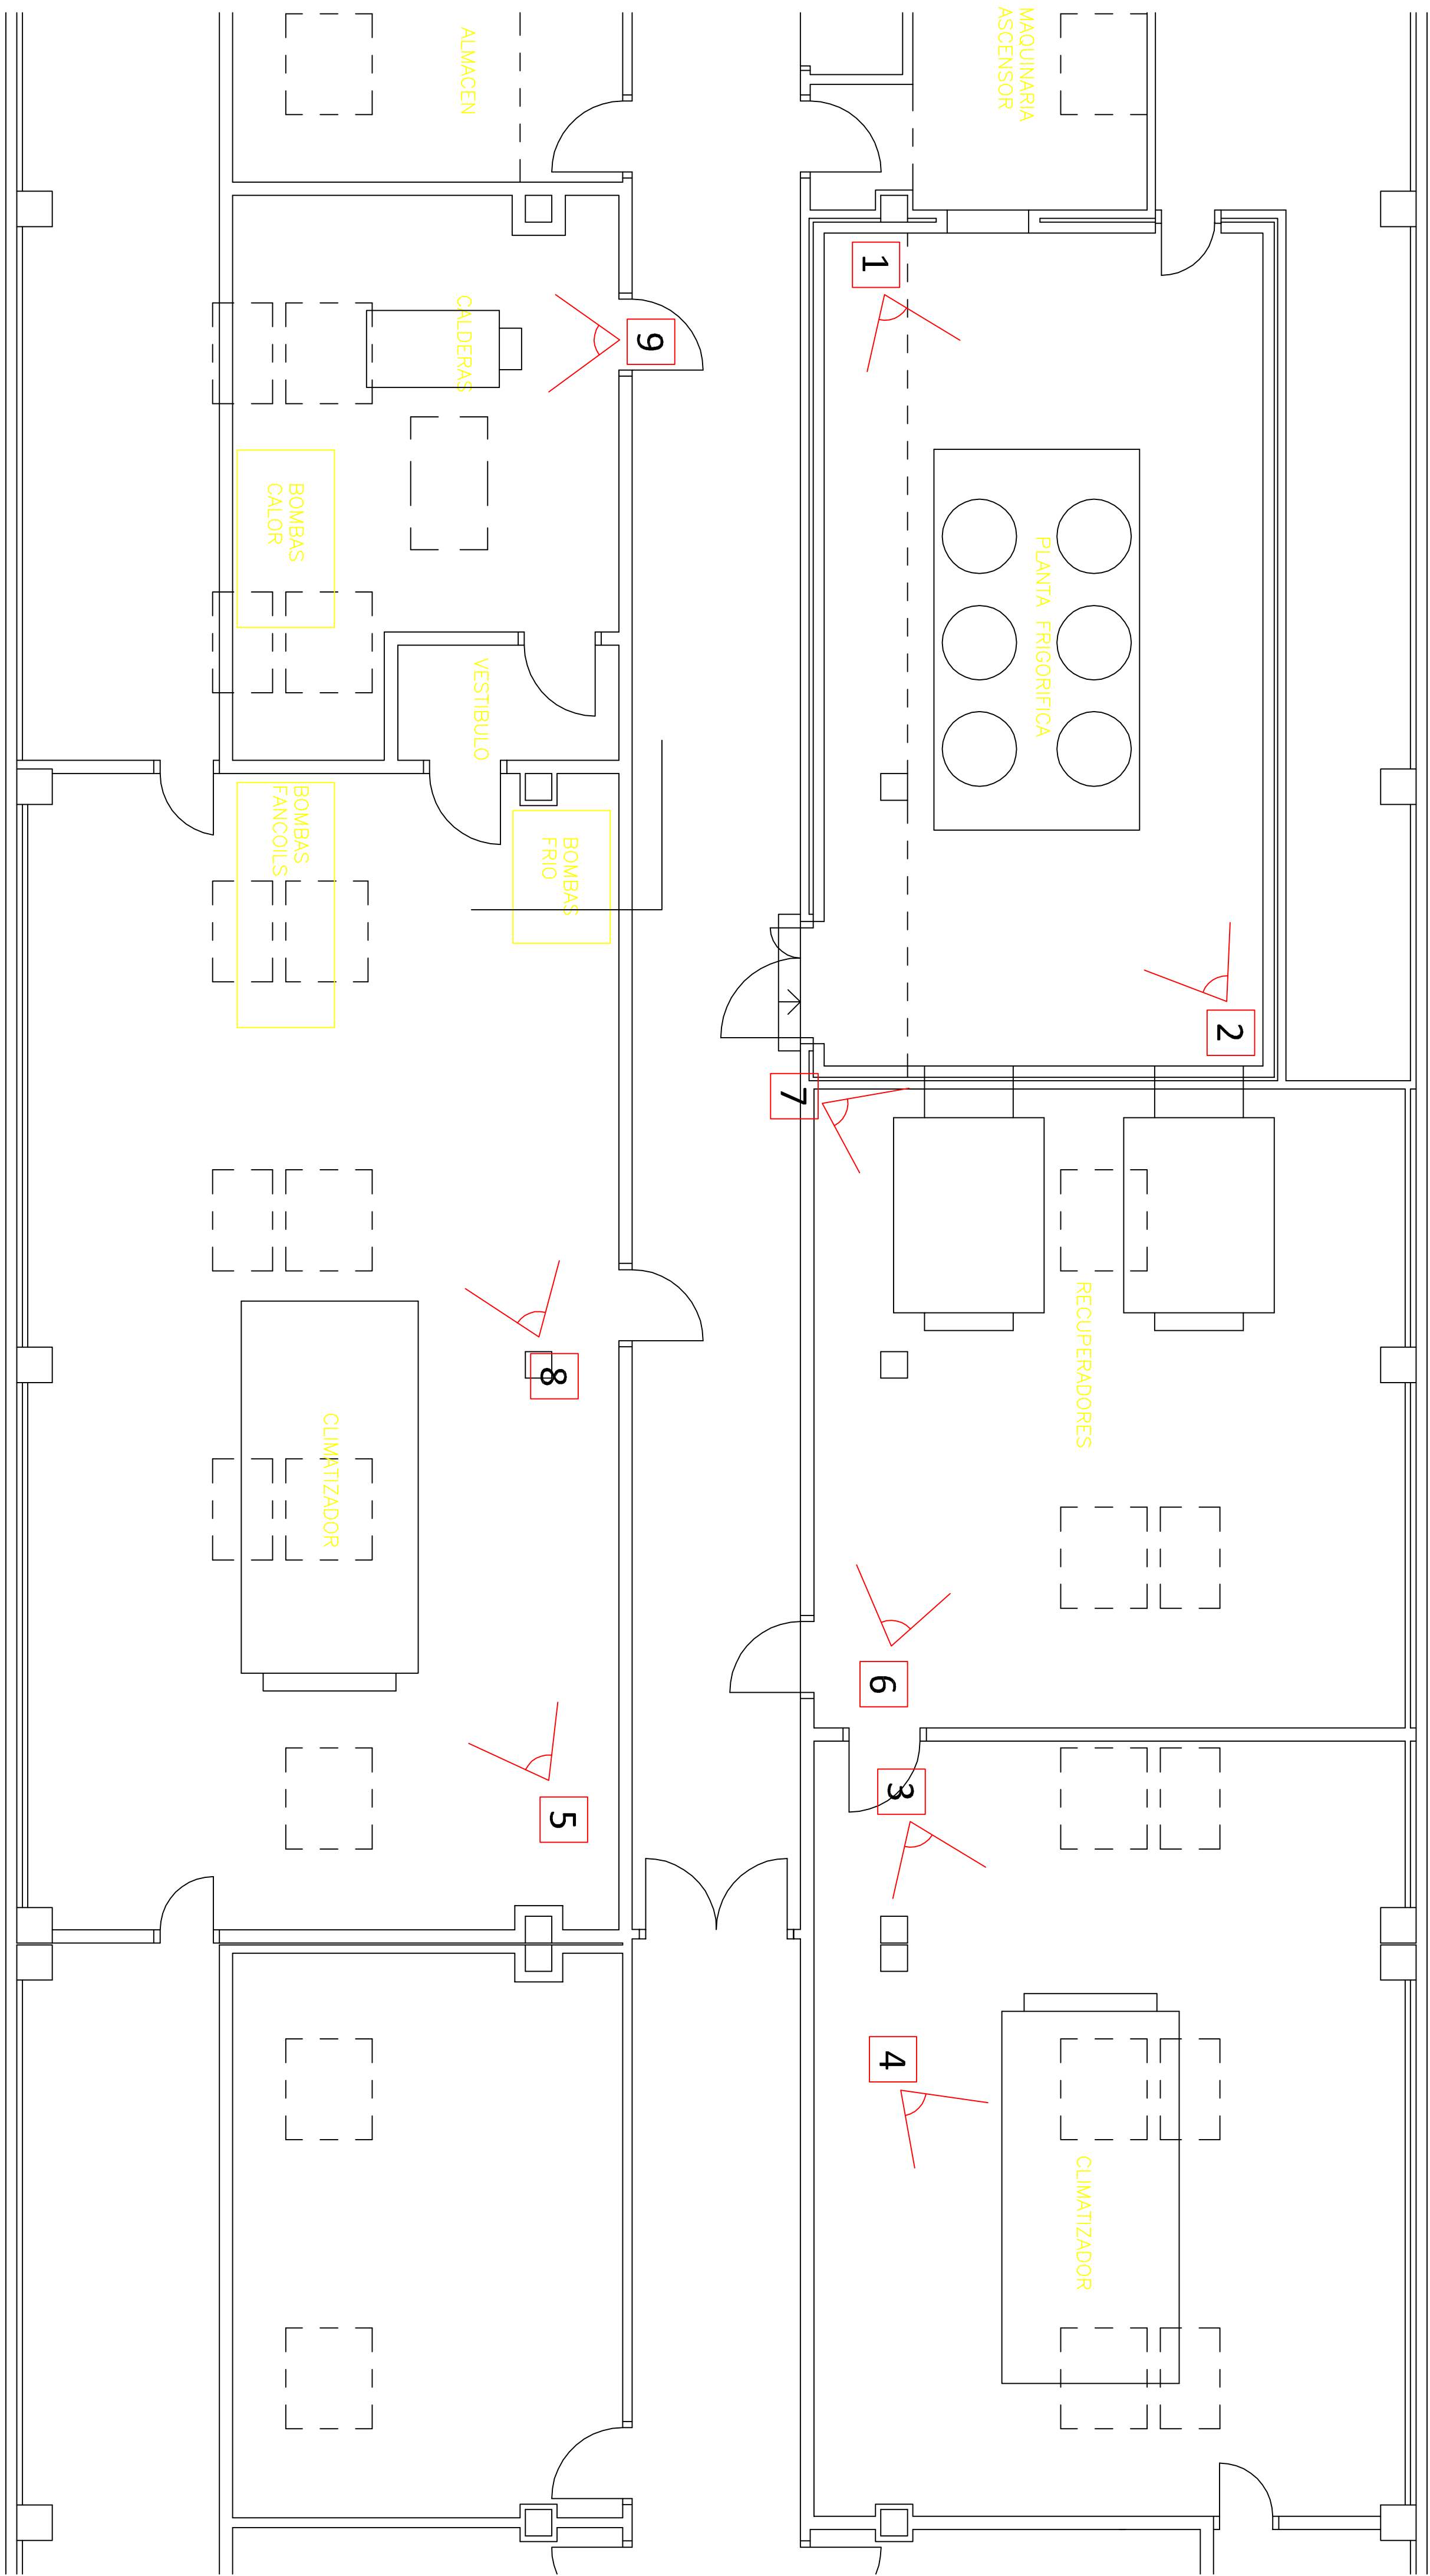 MAQUINARIA
ASCENSOR
ALMACEN
1
CALDERAS
9
BOMBAS
CALOR
PLANTA FRIGORIFICA
VESTIBULO
BOMBAS
FANCOILS
BOMBAS
FRIO
2
7
RECUPERADORES
8
CLIMATIZADOR
6
3
5
4
CLIMATIZADOR